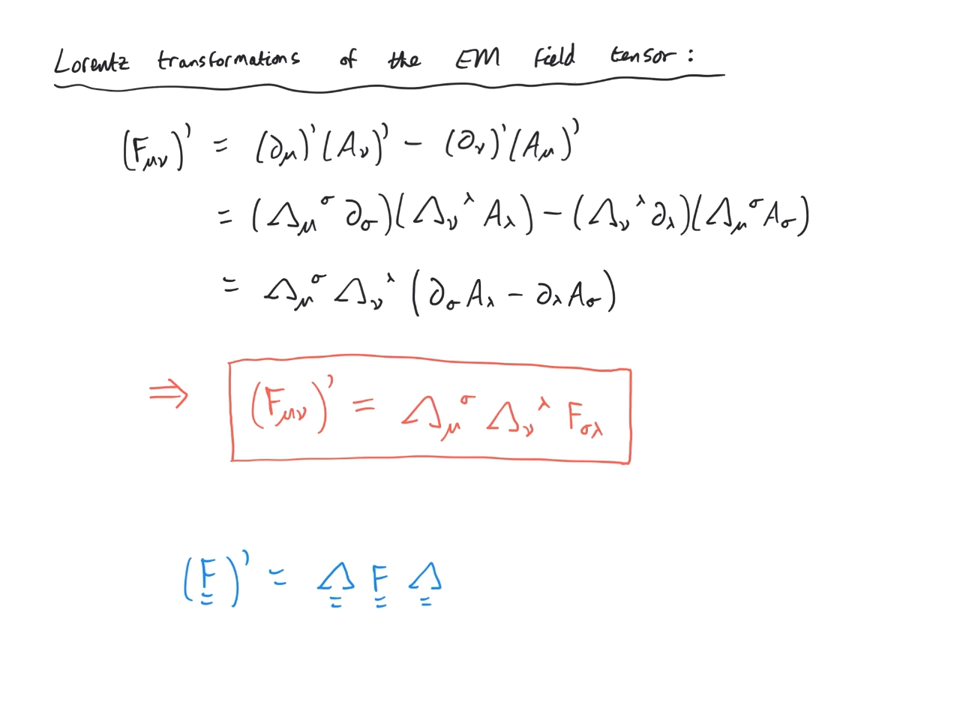 Lorentz transformations of the EM field tensor:
(F_μν)' = (∂_μ)'(A_ν)' − (∂_ν)'(A_μ)'
= (Λ_μ^σ ∂_σ)(Λ_ν^λ A_λ) − (Λ_ν^λ ∂_λ)(Λ_μ^σ A_σ)
= Λ_μ^σ Λ_ν^λ (∂_σ A_λ − ∂_λ A_σ)
⇒ (F_μν)' = Λ_μ^σ Λ_ν^λ F_σλ
(F)' = Λ F Λ